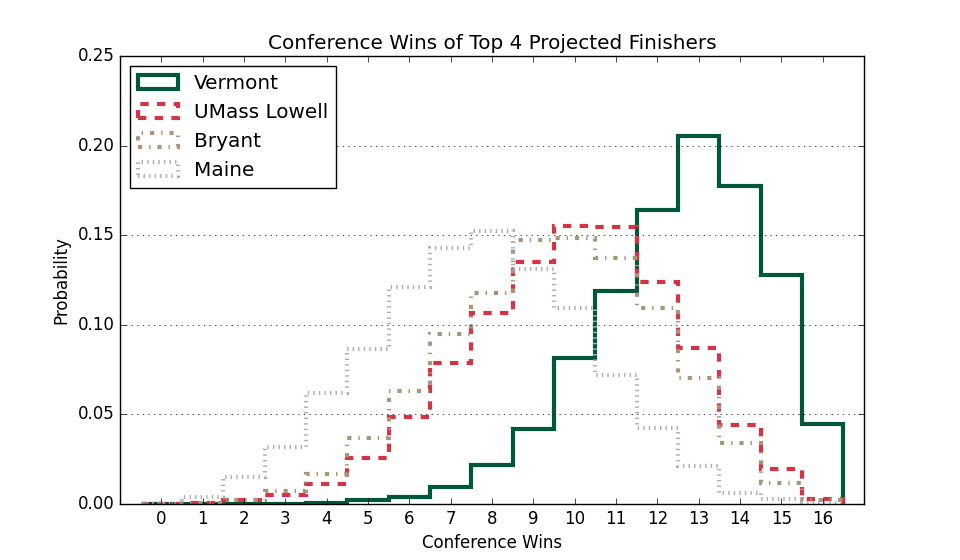 Conference Wins of Top 4 Projected Finishers
0.25
Vermont
UMass Lowell
Bryant
Maine
0.20
0.15
0.10
0.05
0.00
Probability
0 1 2 3 4 5 6 7 8 9 10 11 12 13 14 15 16
Conference Wins